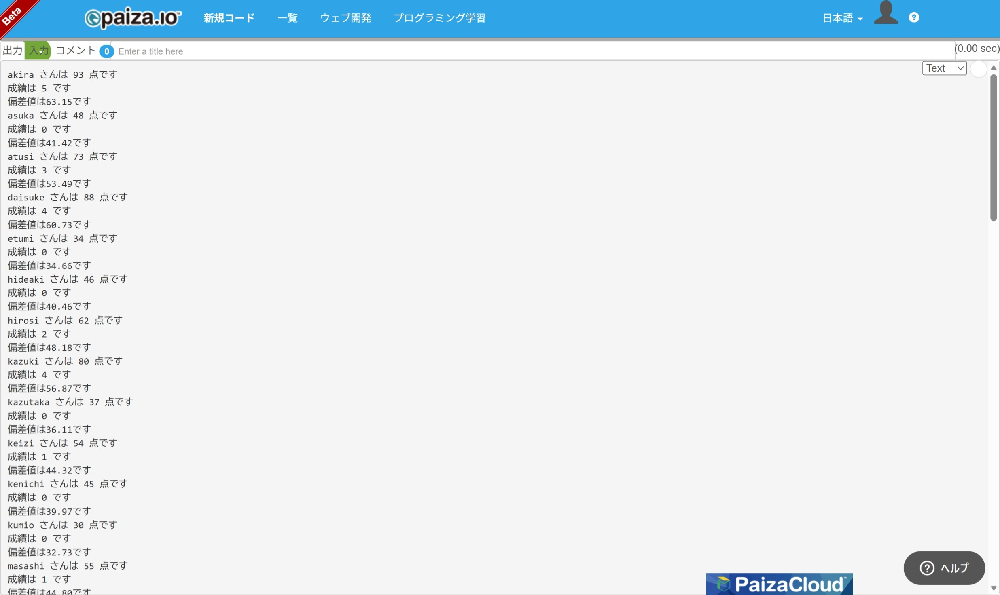 Beta
paiza.IO™ 新規コード 一覧 ウェブ開発 プログラミング学習 日本語 ?
出力 入力 コメント 0 Enter a title here (0.00 sec)
Text
akira さんは 93 点です
成績は 5 です
偏差値は63.15です
asuka さんは 48 点です
成績は 0 です
偏差値は41.42です
atusi さんは 73 点です
成績は 3 です
偏差値は53.49です
daisuke さんは 88 点です
成績は 4 です
偏差値は60.73です
etumi さんは 34 点です
成績は 0 です
偏差値は34.66です
hideaki さんは 46 点です
成績は 0 です
偏差値は40.46です
hirosi さんは 62 点です
成績は 2 です
偏差値は48.18です
kazuki さんは 80 点です
成績は 4 です
偏差値は56.87です
kazutaka さんは 37 点です
成績は 0 です
偏差値は36.11です
keizi さんは 54 点です
成績は 1 です
偏差値は44.32です
kenichi さんは 45 点です
成績は 0 です
偏差値は39.97です
kumio さんは 30 点です
成績は 0 です
偏差値は32.73です
masashi さんは 55 点です
成績は 1 です
偏差値は44.80です
? ヘルプ
PaizaCloud™